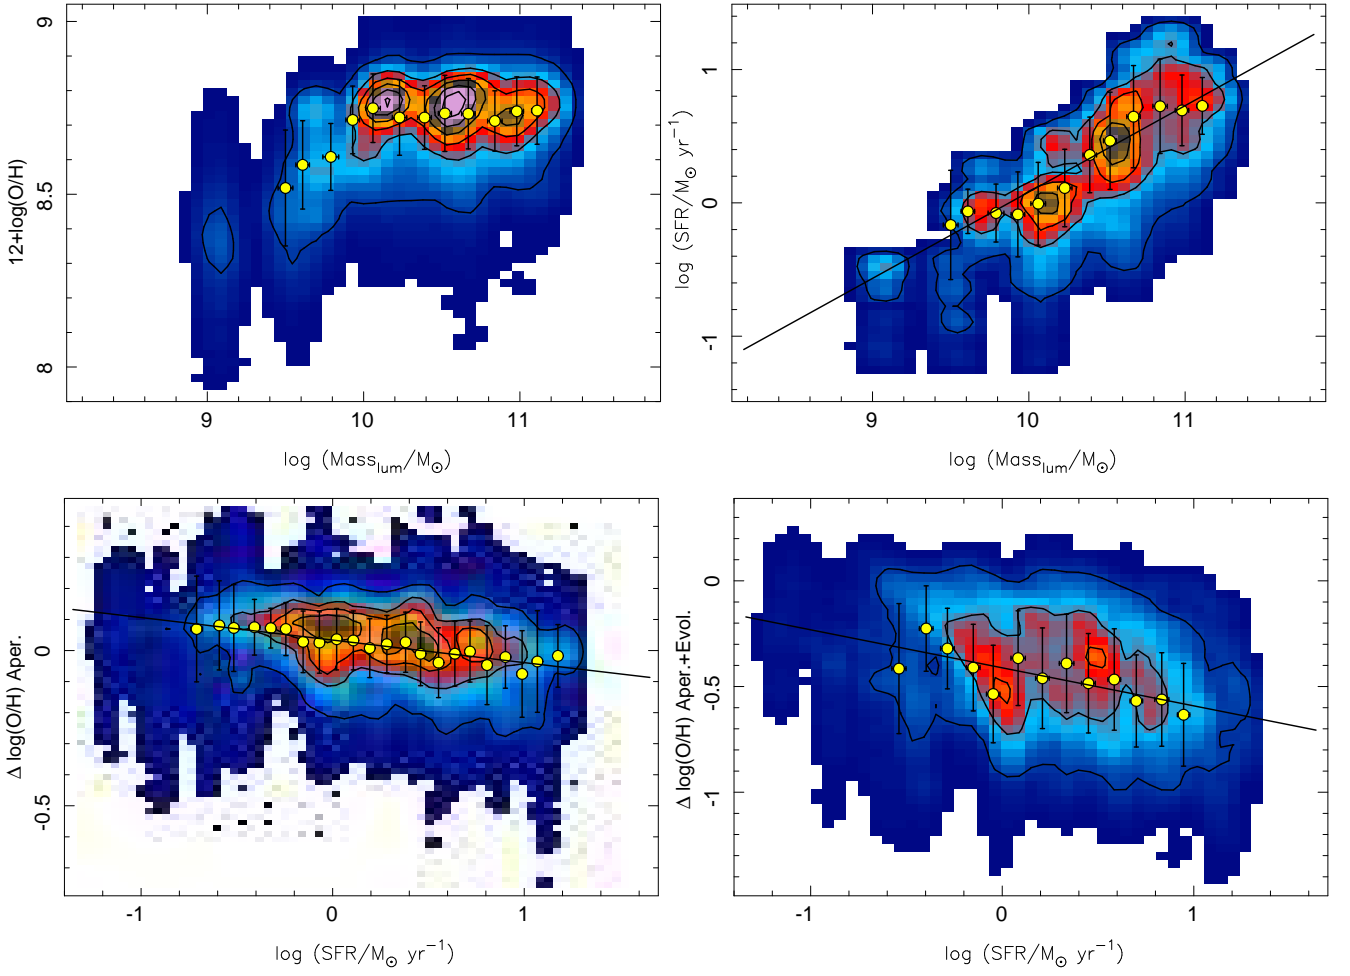 9
8.5
8
12+log(O/H)
9
10
11
log (Mass_lum/M_⊙)
1
0
-1
log (SFR/M_⊙ yr⁻¹)
9
10
11
log (Mass_lum/M_⊙)
0
-0.5
Δ log(O/H) Aper.
-1
0
1
log (SFR/M_⊙ yr⁻¹)
0
-0.5
-1
Δ log(O/H) Aper.+Evol.
-1
0
1
log (SFR/M_⊙ yr⁻¹)